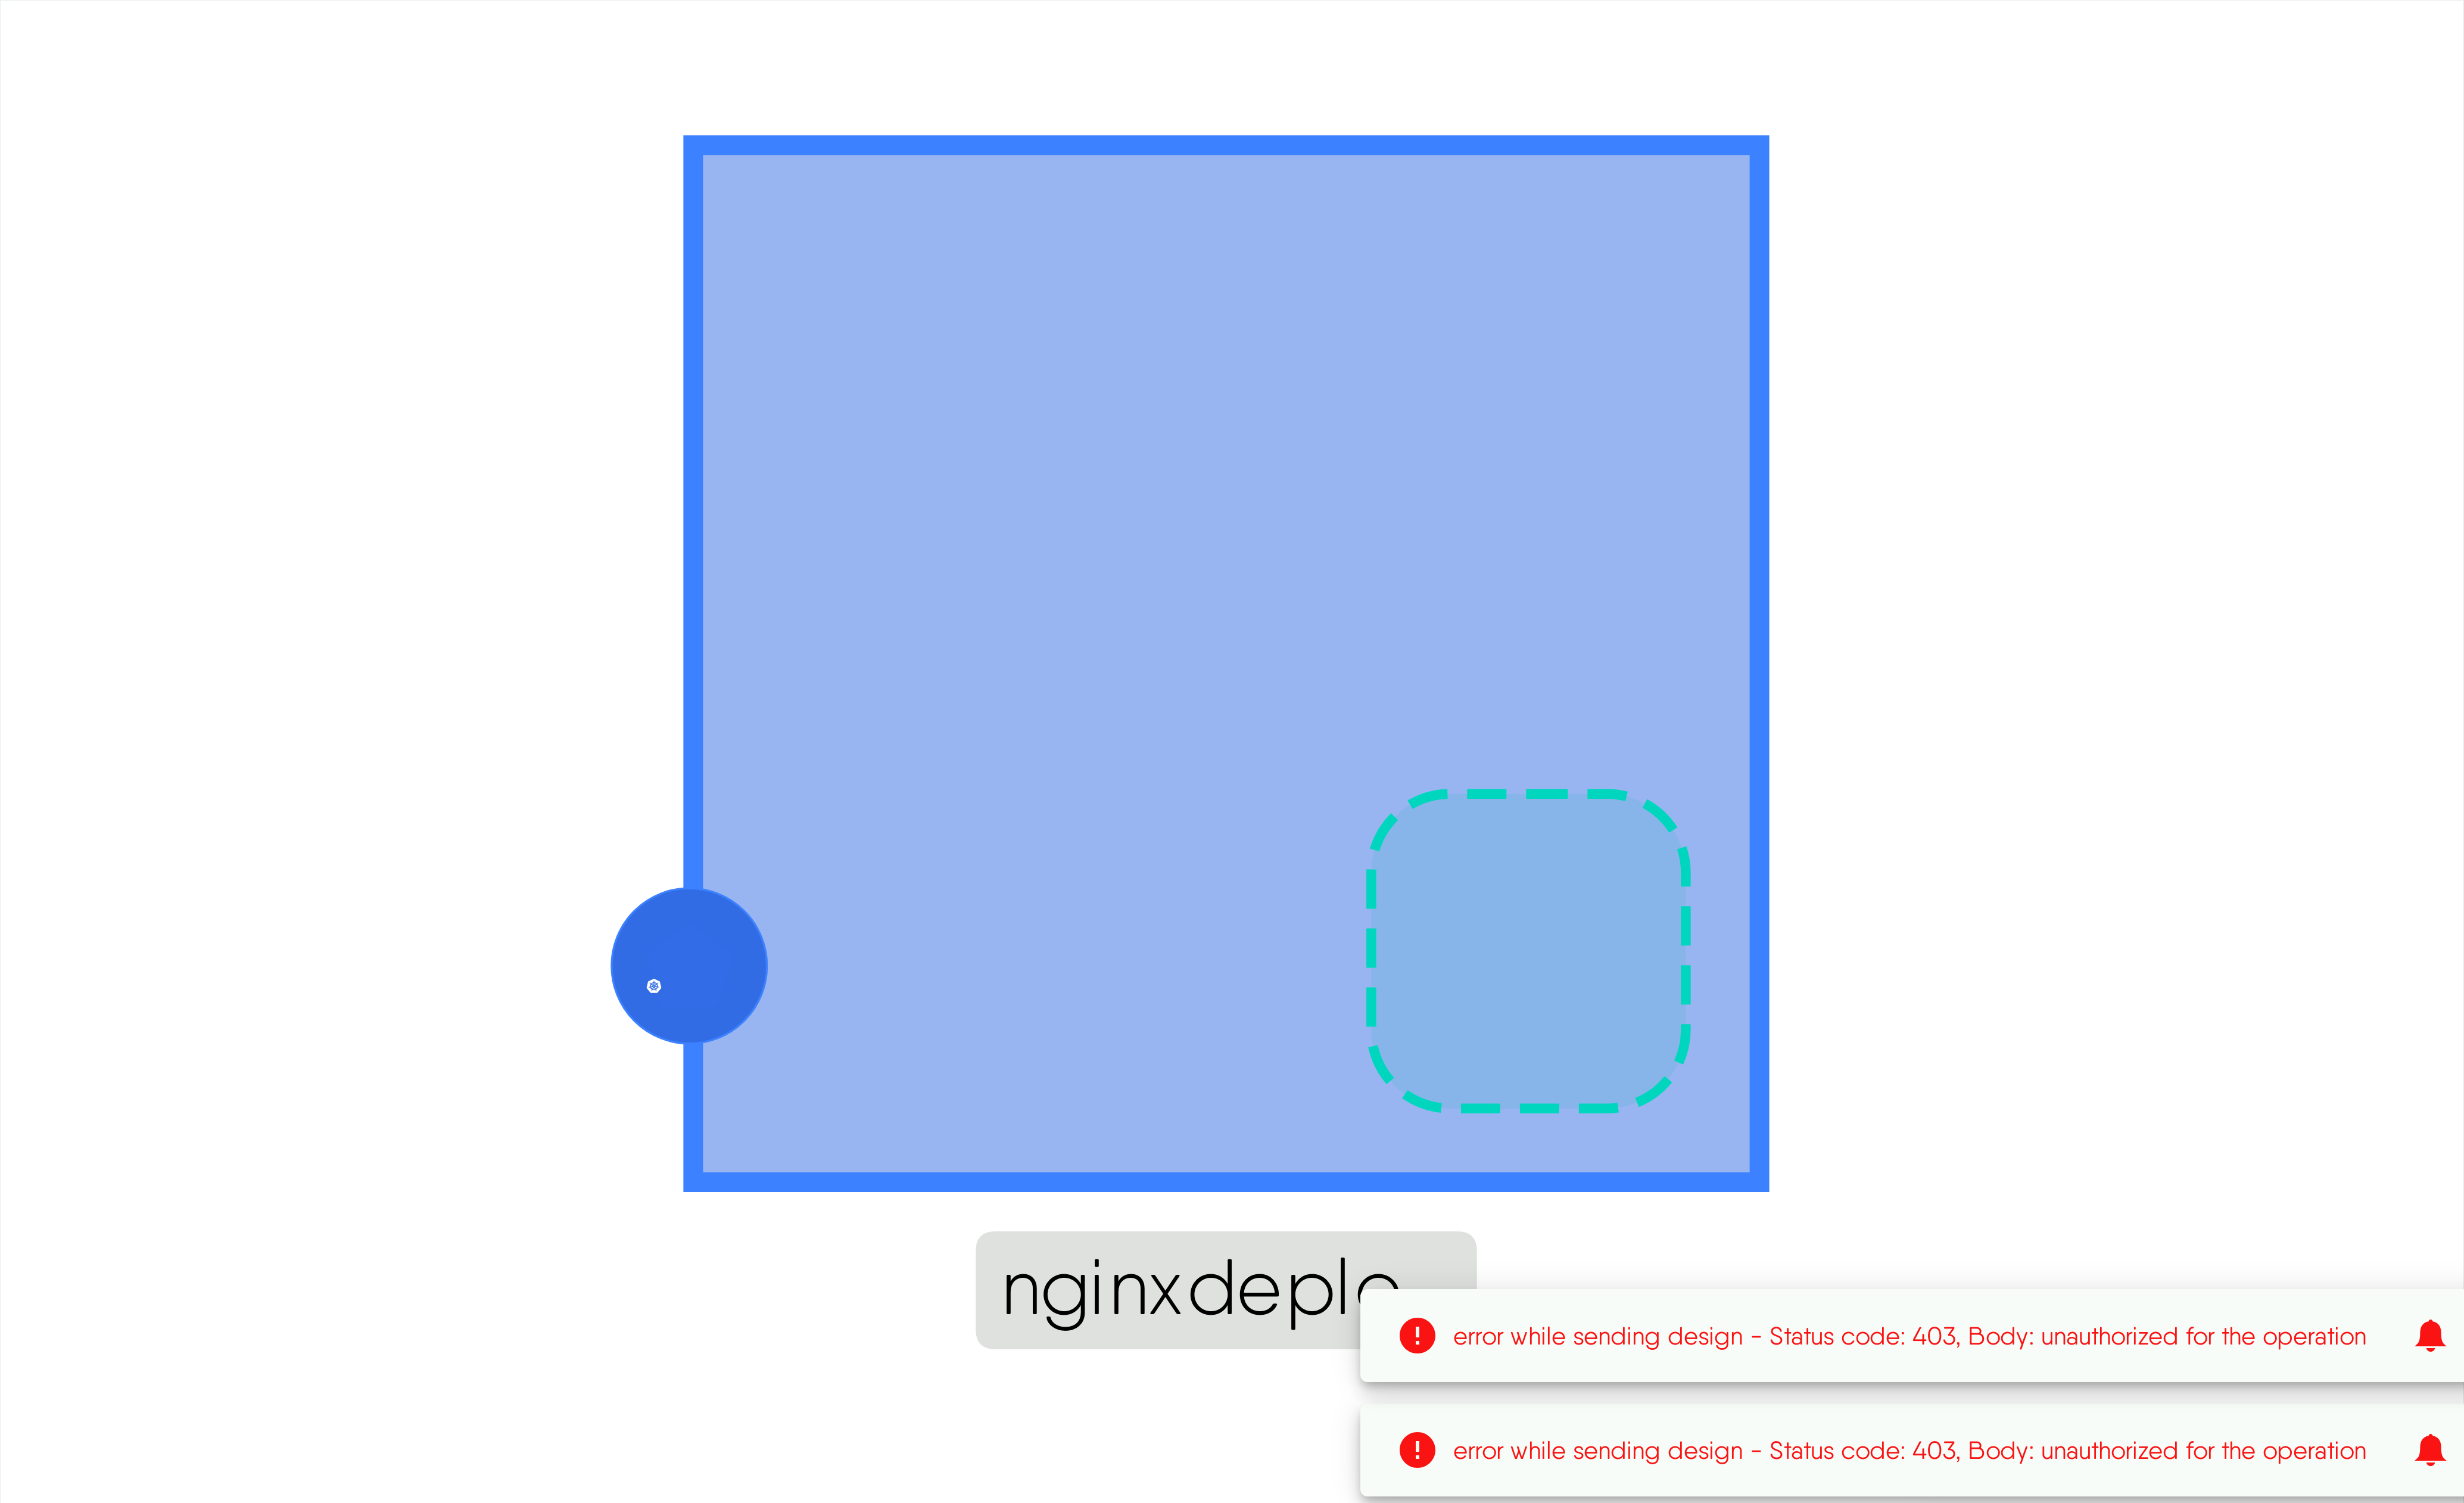 nginxdeplo
error while sending design - Status code: 403, Body: unauthorized for the operation
error while sending design - Status code: 403, Body: unauthorized for the operation